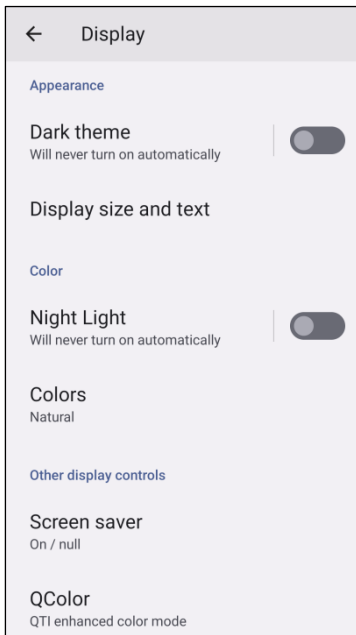 Display
Appearance
Dark theme
Will never turn on automatically
Display size and text
Color
Night Light
Will never turn on automatically
Colors
Natural
Other display controls
Screen saver
On / null
QColor
QTI enhanced color mode